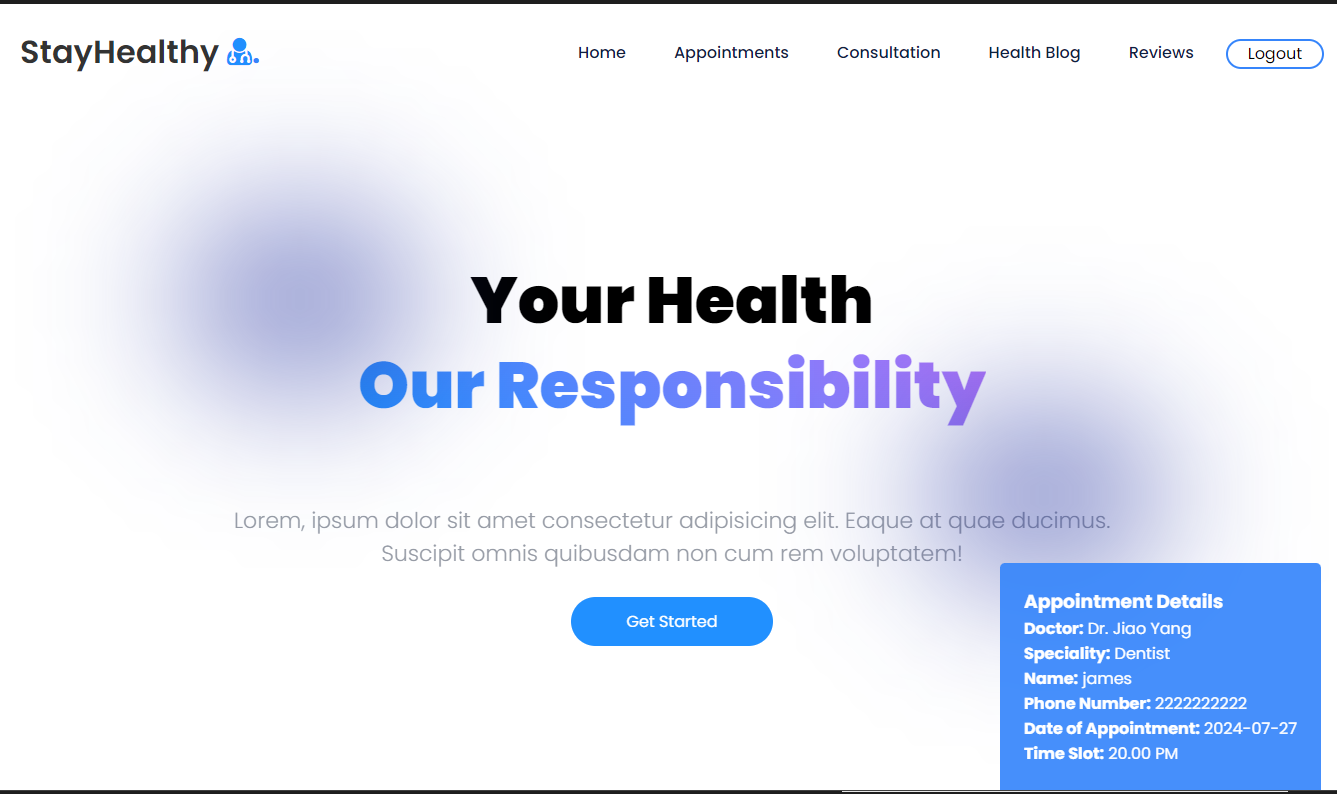 StayHealthy
Home Appointments Consultation Health Blog Reviews Logout
Your Health
Our Responsibility
Lorem, ipsum dolor sit amet consectetur adipisicing elit. Eaque at quae ducimus.
Suscipit omnis quibusdam non cum rem voluptatem!
Get Started
Appointment Details
Doctor: Dr. Jiao Yang
Speciality: Dentist
Name: james
Phone Number: 2222222222
Date of Appointment: 2024-07-27
Time Slot: 20.00 PM